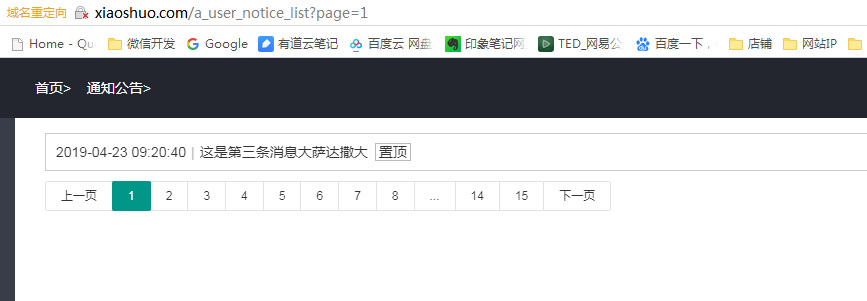 域名重定向 xiaoshuo.com/a_user_notice_list?page=1
Home - Qu 微信开发 Google 有道云笔记 百度云 网盘 印象笔记网 TED_网易公 百度一下， 店铺 网站IP
首页> 通知公告>
2019-04-23 09:20:40 | 这是第三条消息大萨达撒大 置顶
上一页 1 2 3 4 5 6 7 8 ... 14 15 下一页